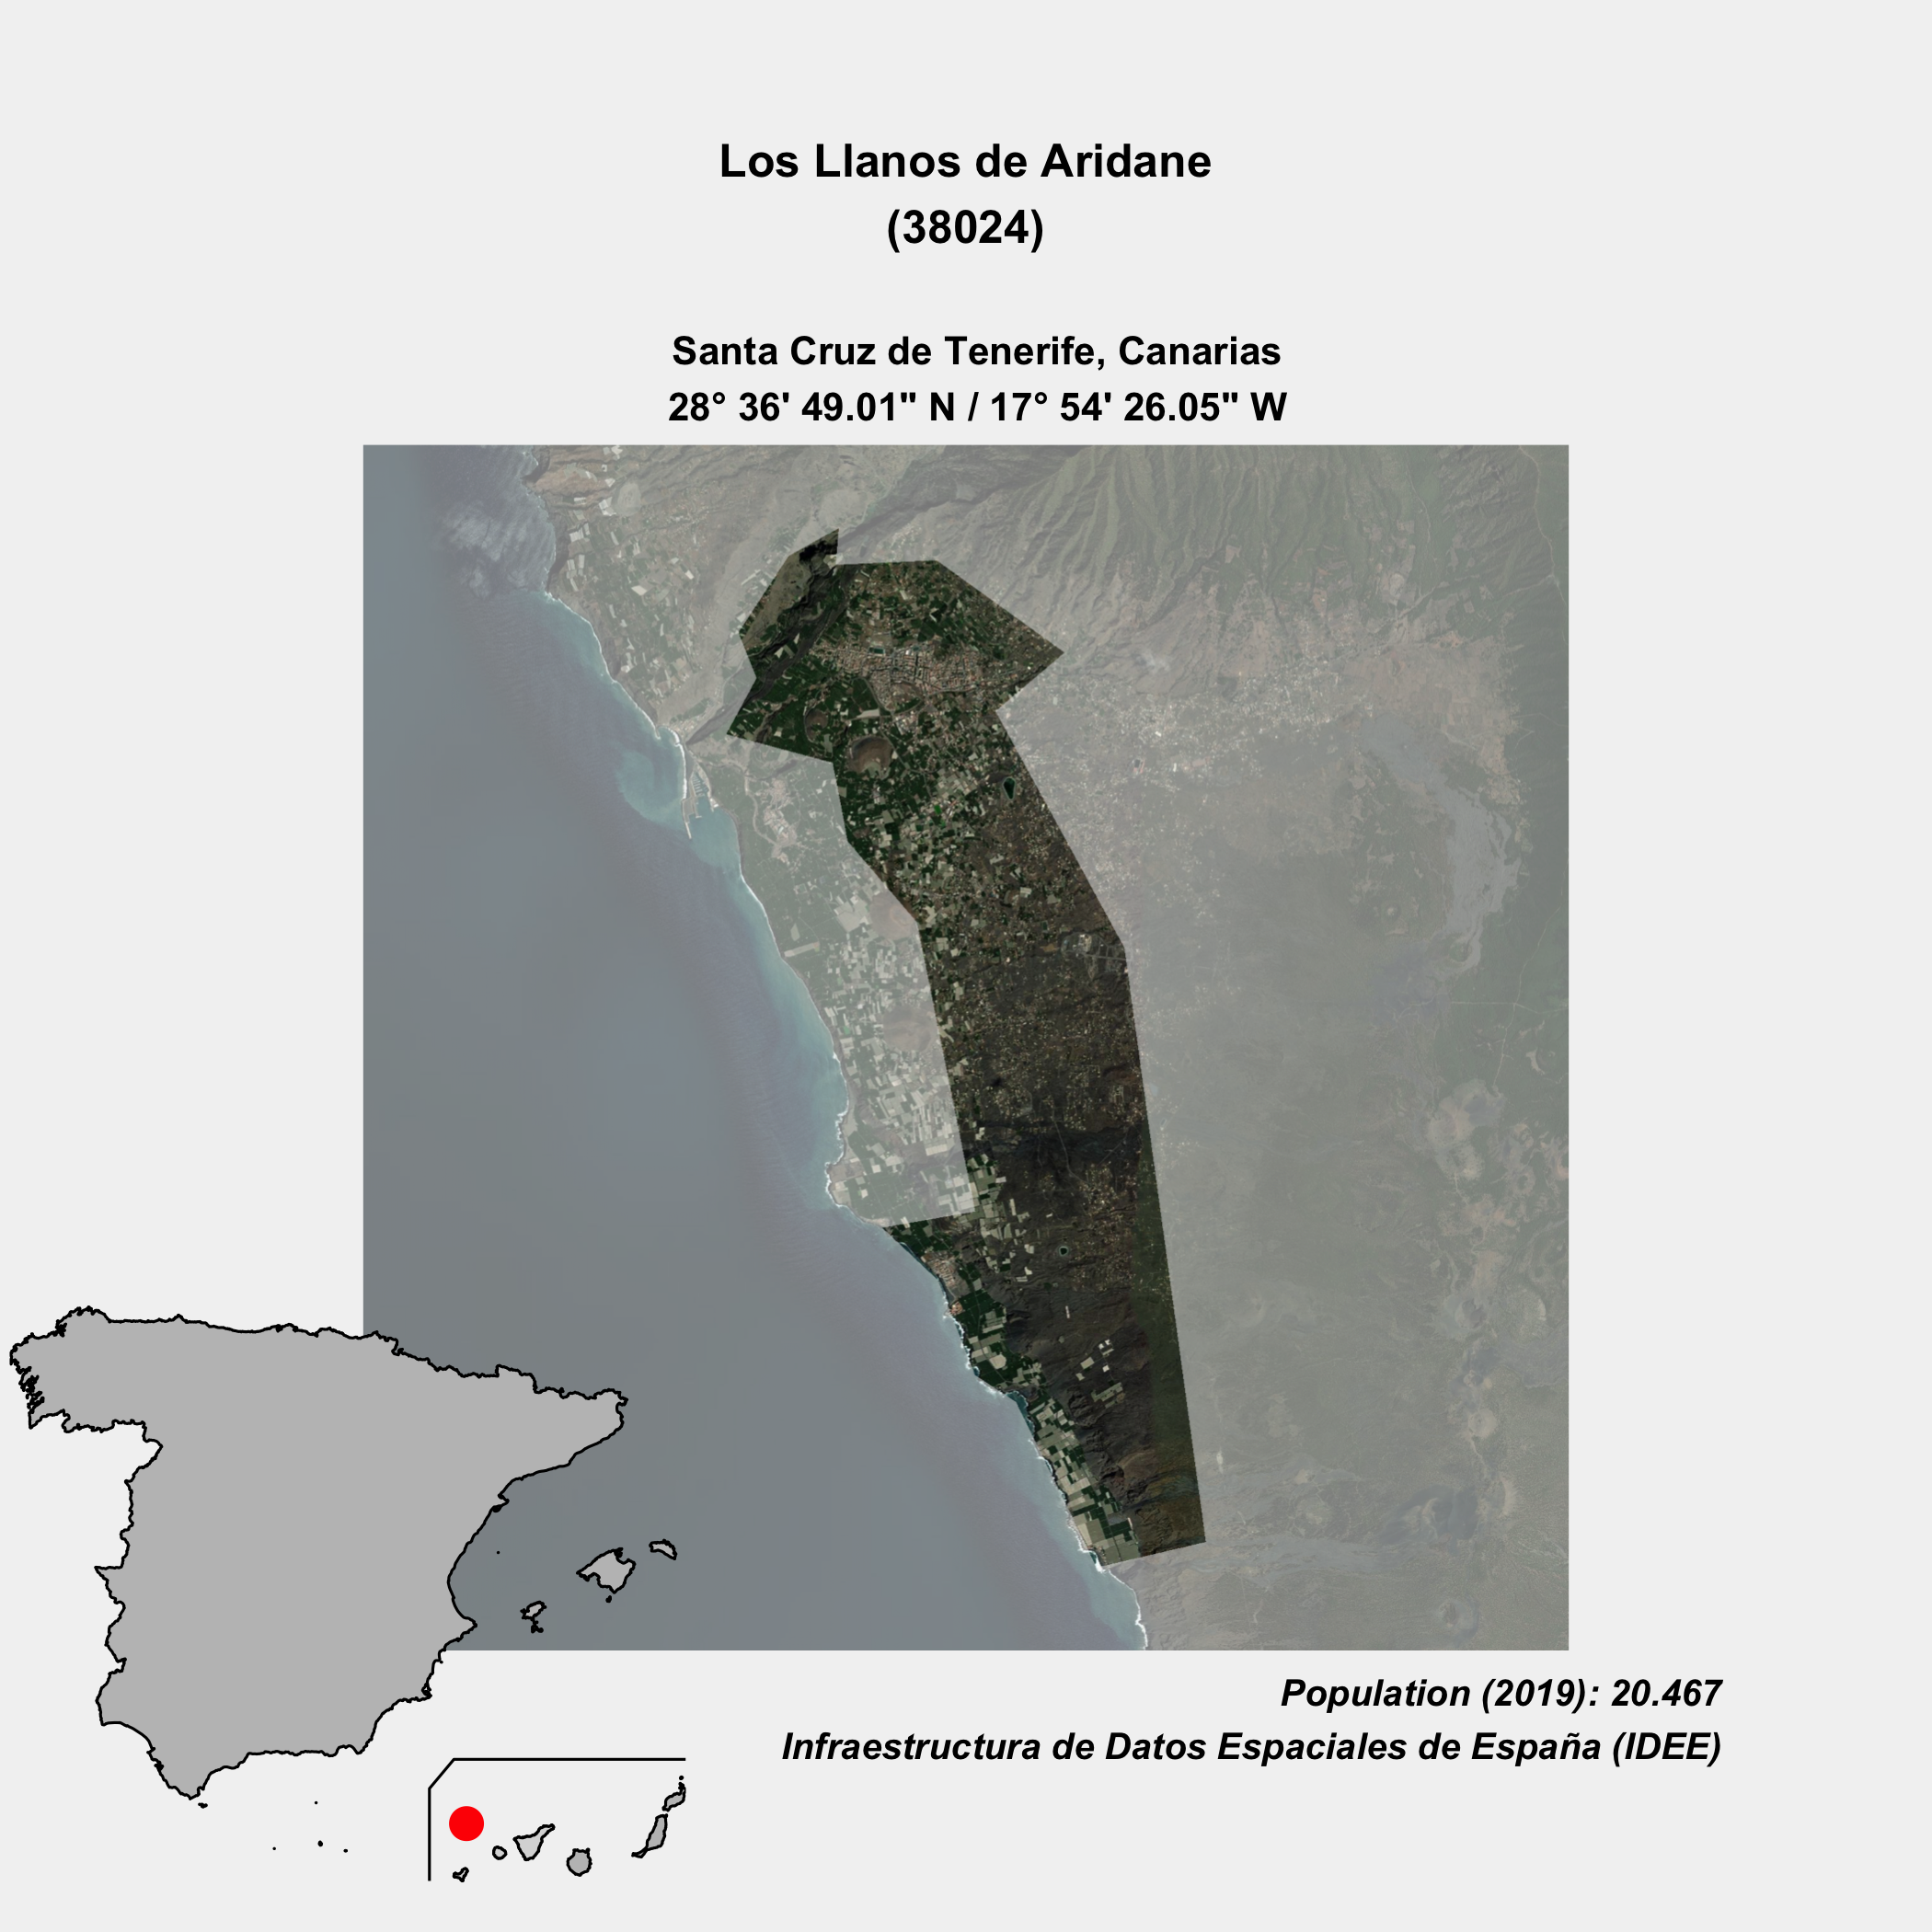 Los Llanos de Aridane
(38024)
Santa Cruz de Tenerife, Canarias
28° 36' 49.01" N / 17° 54' 26.05" W
Population (2019): 20.467
Infraestructura de Datos Espaciales de España (IDEE)